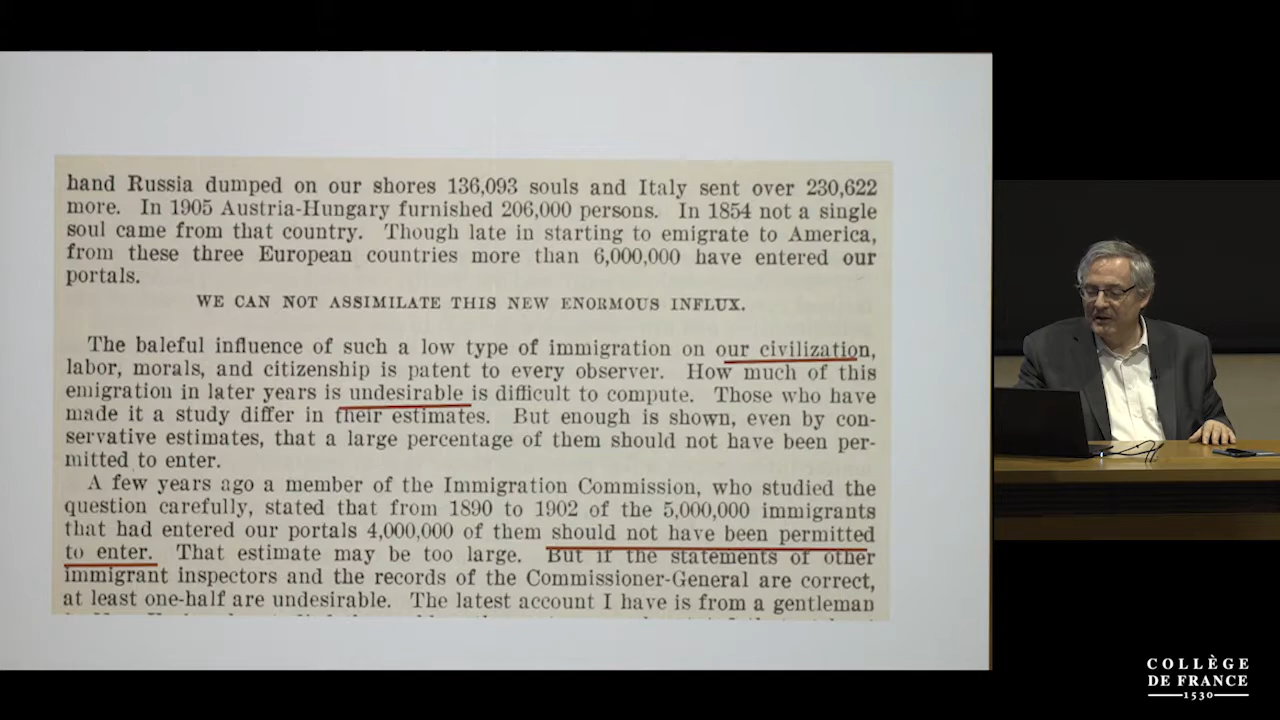 hand Russia dumped on our shores 136,093 souls and Italy sent over 230,622
more. In 1905 Austria-Hungary furnished 206,000 persons. In 1854 not a single
soul came from that country. Though late in starting to emigrate to America,
from these three European countries more than 6,000,000 have entered our
portals.
WE CAN NOT ASSIMILATE THIS NEW ENORMOUS INFLUX.
The baleful influence of such a low type of immigration on our civilization,
labor, morals, and citizenship is patent to every observer. How much of this
emigration in later years is undesirable is difficult to compute. Those who have
made it a study differ in their estimates. But enough is shown, even by con-
servative estimates, that a large percentage of them should not have been per-
mitted to enter.
A few years ago a member of the Immigration Commission, who studied the
question carefully, stated that from 1890 to 1902 of the 5,000,000 immigrants
that had entered our portals 4,000,000 of them should not have been permitted
to enter. That estimate may be too large. But if the statements of other
immigrant inspectors and the records of the Commissioner-General are correct,
at least one-half are undesirable. The latest account I have is from a gentleman
COLLÈGE
DE FRANCE
1530